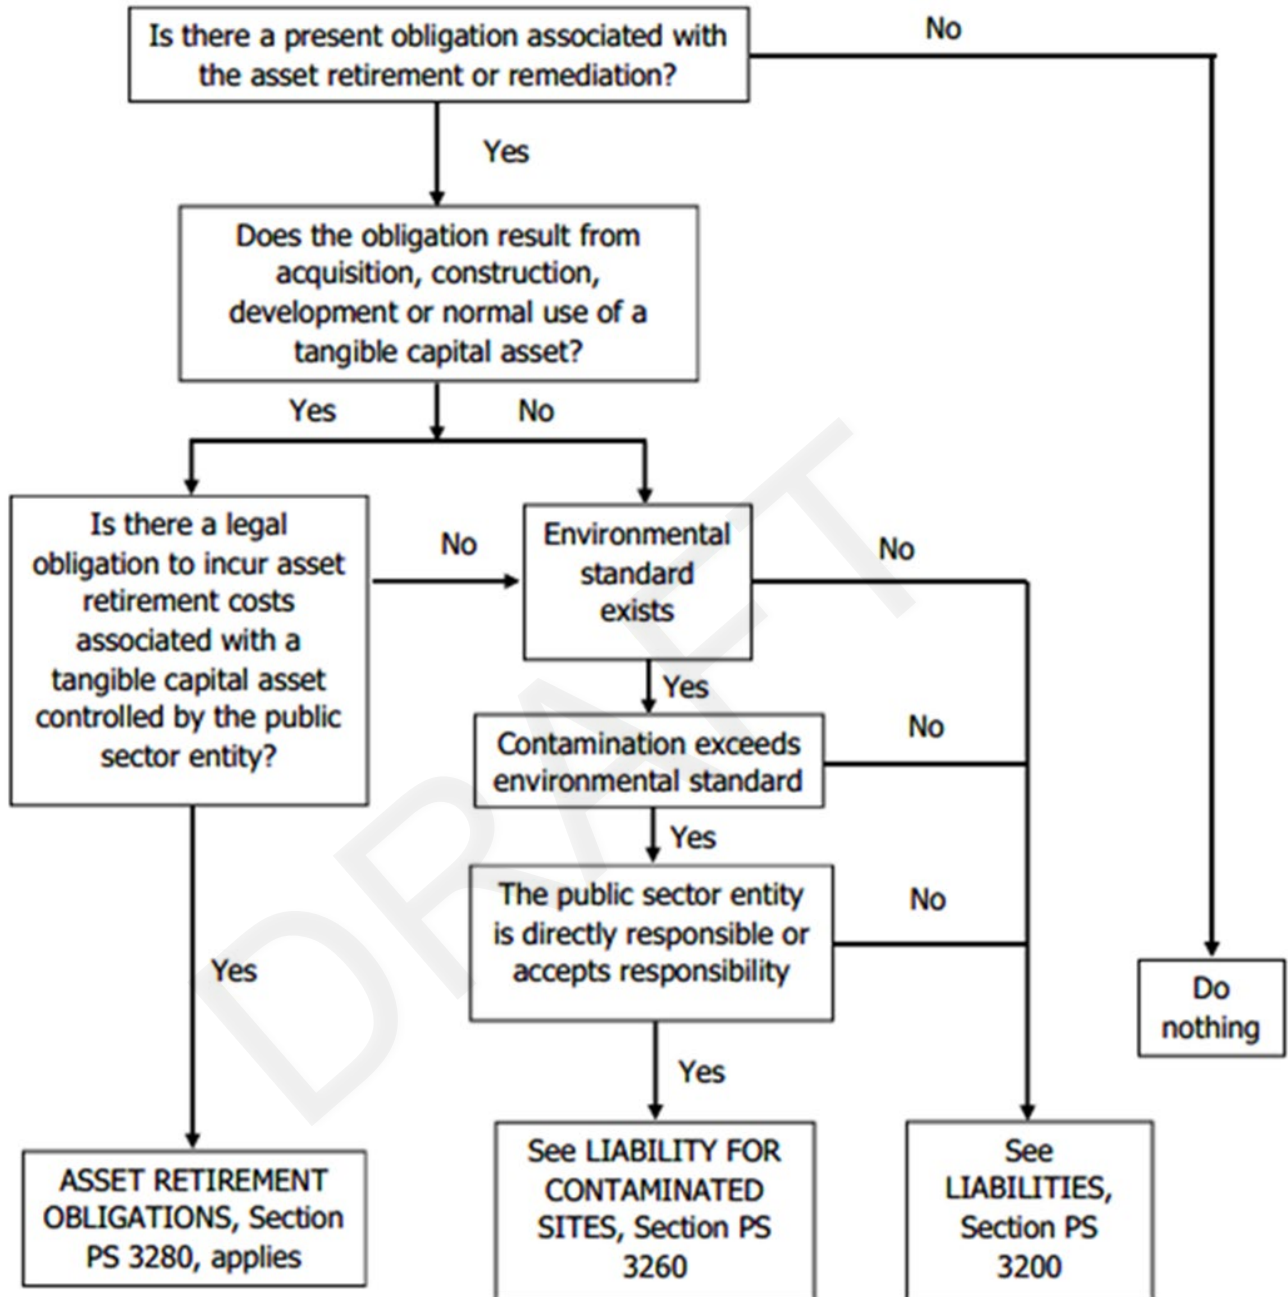 Is there a present obligation associated with
the asset retirement or remediation?
No
Yes
Does the obligation result from
acquisition, construction,
development or normal use of a
tangible capital asset?
Yes
No
Is there a legal
obligation to incur asset
retirement costs
associated with a
tangible capital asset
controlled by the public
sector entity?
No
Environmental
standard
exists
No
Yes
Contamination exceeds
environmental standard
No
Yes
The public sector entity
is directly responsible or
accepts responsibility
No
Yes
Do
nothing
Yes
ASSET RETIREMENT
OBLIGATIONS, Section
PS 3280, applies
See LIABILITY FOR
CONTAMINATED
SITES, Section PS
3260
See
LIABILITIES,
Section PS
3200
DRAFT